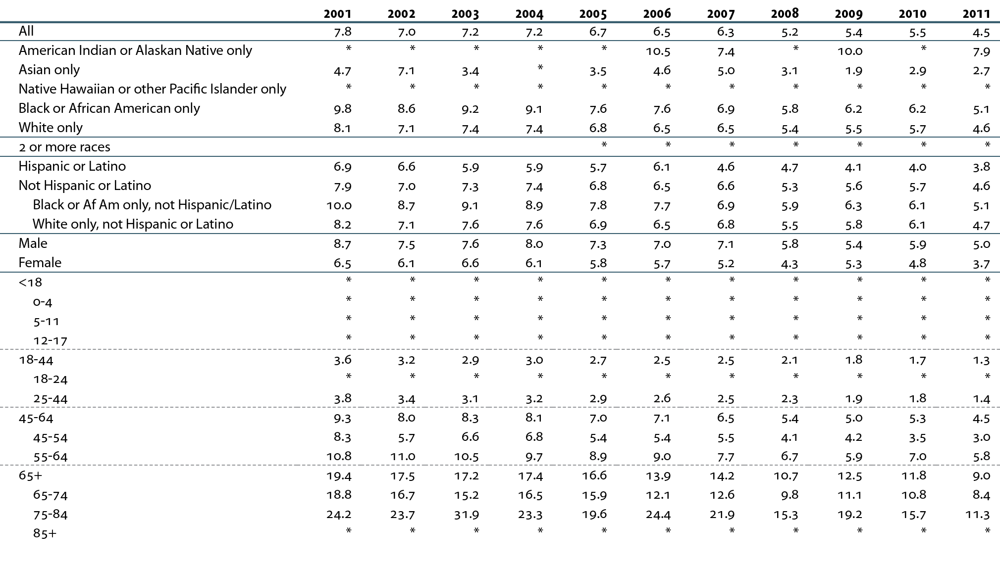 2001 2002 2003 2004 2005 2006 2007 2008 2009 2010 2011
All 7.8 7.0 7.2 7.2 6.7 6.5 6.3 5.2 5.4 5.5 4.5
American Indian or Alaskan Native only * * * * * 10.5 7.4 * 10.0 * 7.9
Asian only 4.7 7.1 3.4 * 3.5 4.6 5.0 3.1 1.9 2.9 2.7
Native Hawaiian or other Pacific Islander only * * * * * * * * * * *
Black or African American only 9.8 8.6 9.2 9.1 7.6 7.6 6.9 5.8 6.2 6.2 5.1
White only 8.1 7.1 7.4 7.4 6.8 6.5 6.5 5.4 5.5 5.7 4.6
2 or more races * * * * * * *
Hispanic or Latino 6.9 6.6 5.9 5.9 5.7 6.1 4.6 4.7 4.1 4.0 3.8
Not Hispanic or Latino 7.9 7.0 7.3 7.4 6.8 6.5 6.6 5.3 5.6 5.7 4.6
Black or Af Am only, not Hispanic/Latino 10.0 8.7 9.1 8.9 7.8 7.7 6.9 5.9 6.3 6.1 5.1
White only, not Hispanic or Latino 8.2 7.1 7.6 7.6 6.9 6.5 6.8 5.5 5.8 6.1 4.7
Male 8.7 7.5 7.6 8.0 7.3 7.0 7.1 5.8 5.4 5.9 5.0
Female 6.5 6.1 6.6 6.1 5.8 5.7 5.2 4.3 5.3 4.8 3.7
<18 * * * * * * * * * * *
0-4 * * * * * * * * * * *
5-11 * * * * * * * * * * *
12-17 * * * * * * * * * * *
18-44 3.6 3.2 2.9 3.0 2.7 2.5 2.5 2.1 1.8 1.7 1.3
18-24 * * * * * * * * * * *
25-44 3.8 3.4 3.1 3.2 2.9 2.6 2.5 2.3 1.9 1.8 1.4
45-64 9.3 8.0 8.3 8.1 7.0 7.1 6.5 5.4 5.0 5.3 4.5
45-54 8.3 5.7 6.6 6.8 5.4 5.4 5.5 4.1 4.2 3.5 3.0
55-64 10.8 11.0 10.5 9.7 8.9 9.0 7.7 6.7 5.9 7.0 5.8
65+ 19.4 17.5 17.2 17.4 16.6 13.9 14.2 10.7 12.5 11.8 9.0
65-74 18.8 16.7 15.2 16.5 15.9 12.1 12.6 9.8 11.1 10.8 8.4
75-84 24.2 23.7 31.9 23.3 19.6 24.4 21.9 15.3 19.2 15.7 11.3
85+ * * * * * * * * * * *